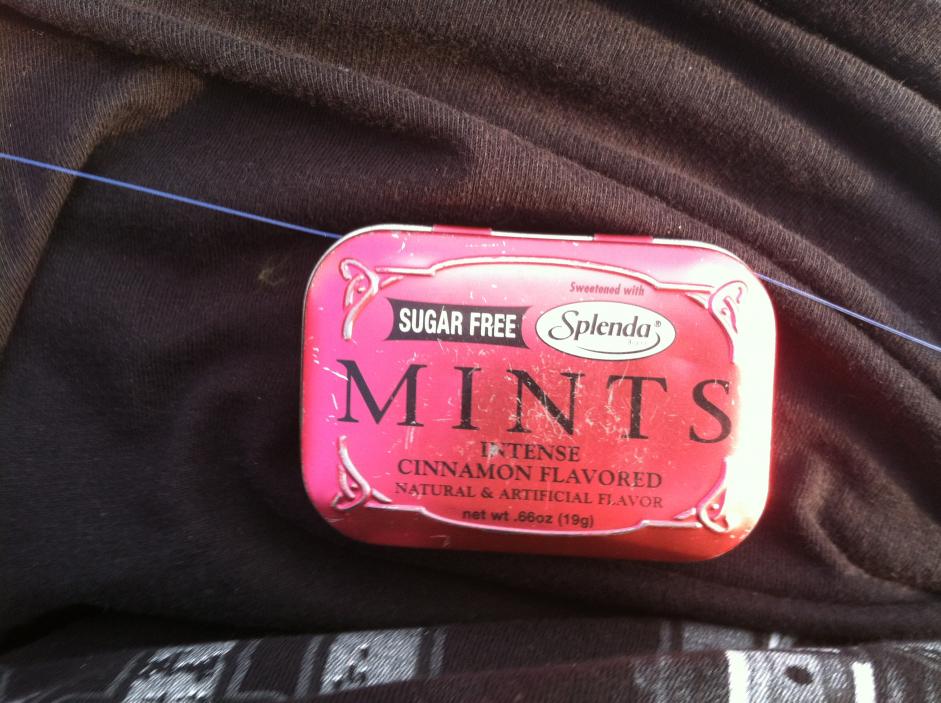 Sweetened with
SUGAR FREE Splenda®
MINTS
INTENSE
CINNAMON FLAVORED
NATURAL & ARTIFICIAL FLAVOR
net wt .66oz (19g)